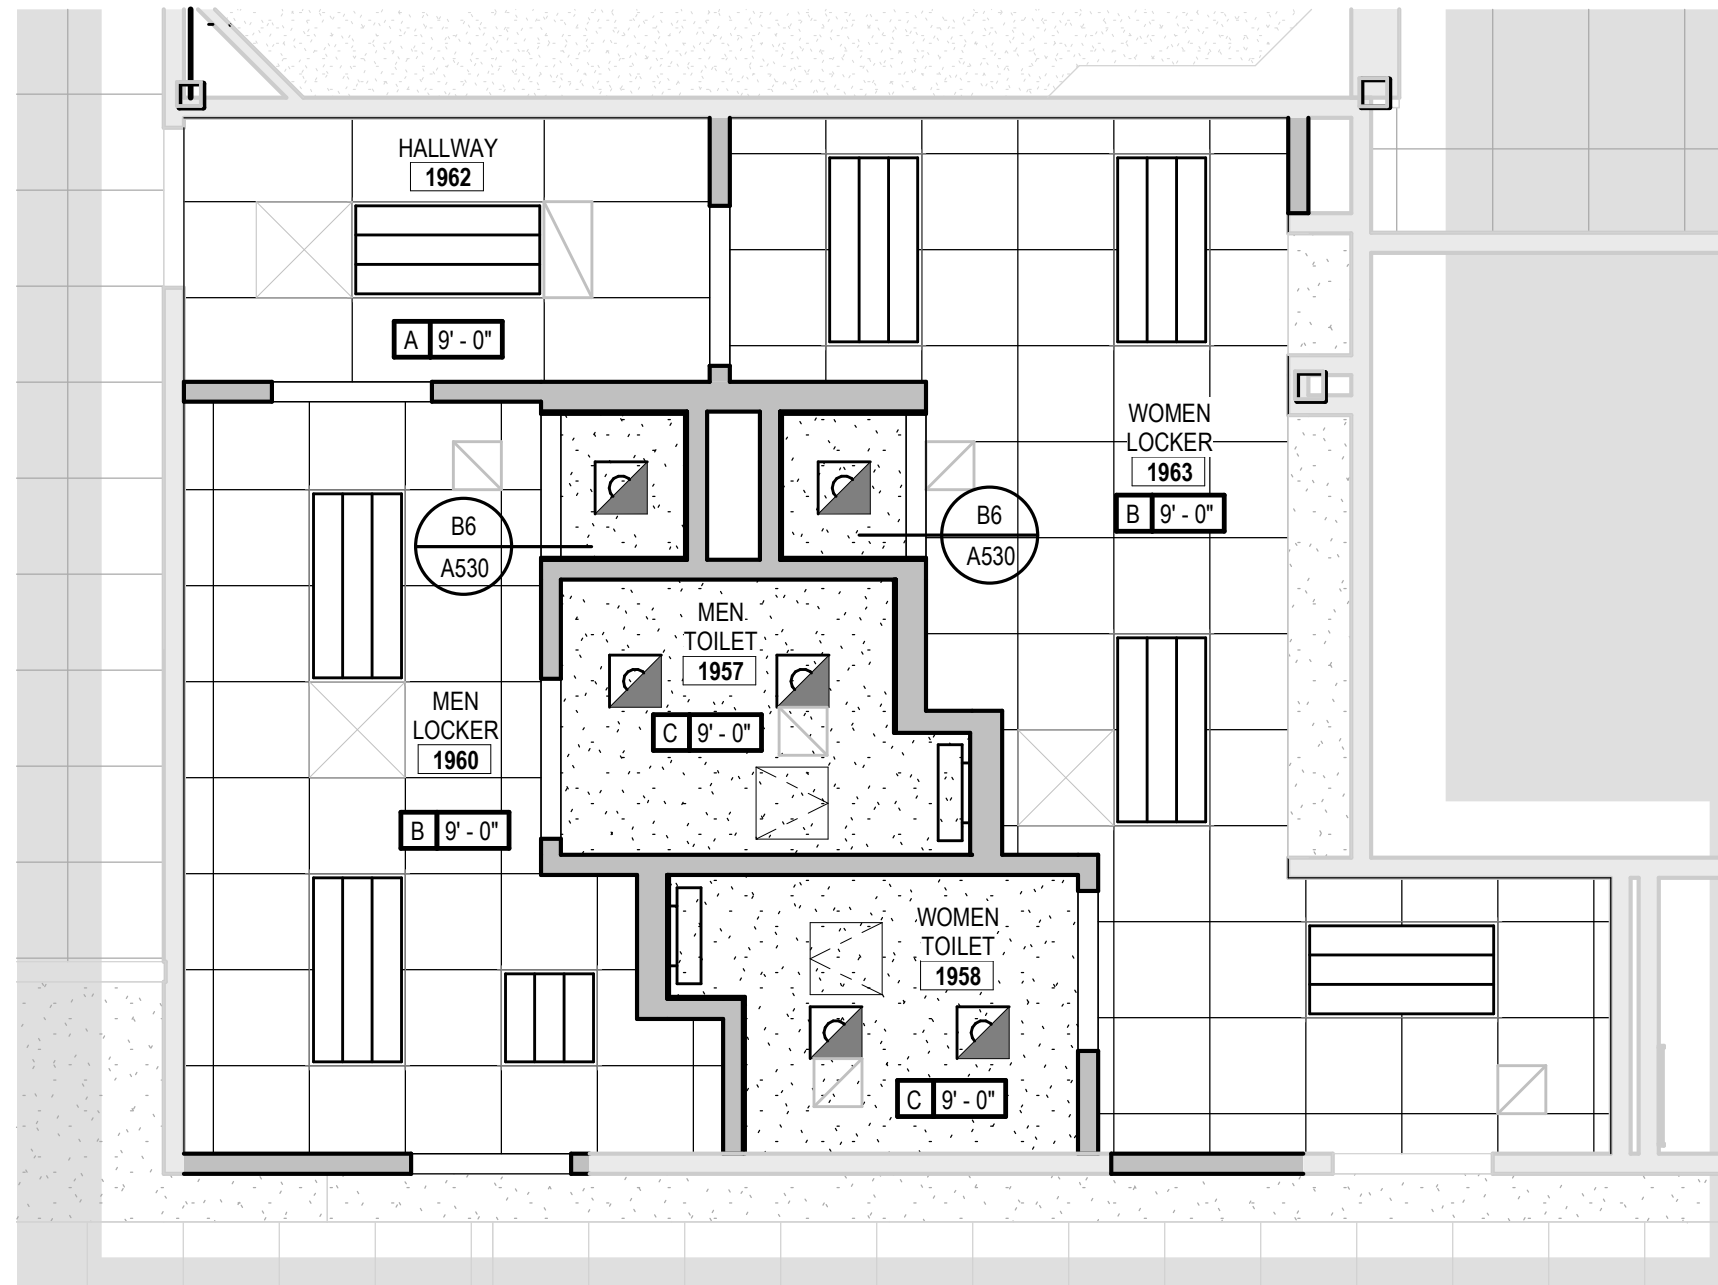 HALLWAY
1962
A 9' - 0"
WOMEN
LOCKER
1963
B 9' - 0"
B6
A530
B6
A530
MEN
TOILET
1957
C 9' - 0"
MEN
LOCKER
1960
B 9' - 0"
WOMEN
TOILET
1958
C 9' - 0"